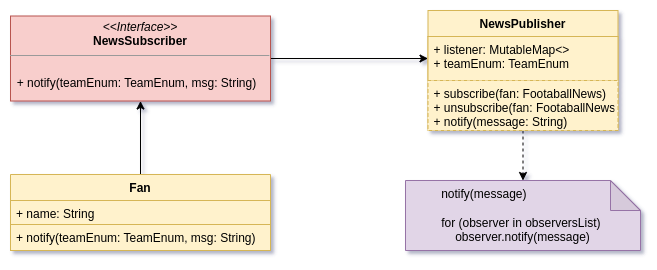 <<Interface>>
NewsSubscriber
+ notify(teamEnum: TeamEnum, msg: String)
NewsPublisher
+ listener: MutableMap<>
+ teamEnum: TeamEnum
+ subscribe(fan: FootaballNews)
+ unsubscribe(fan: FootaballNews
+ notify(message: String)
Fan
+ name: String
+ notify(teamEnum: TeamEnum, msg: String)
notify(message)
for (observer in observersList)
observer.notify(message)